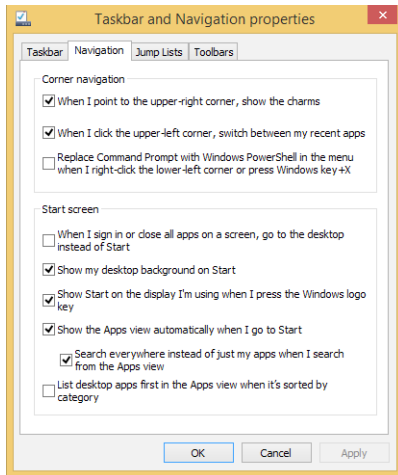 Taskbar and Navigation properties
Taskbar Navigation Jump Lists Toolbars
Corner navigation
When I point to the upper-right corner, show the charms
When I click the upper-left corner, switch between my recent apps
Replace Command Prompt with Windows PowerShell in the menu
when I right-click the lower-left corner or press Windows key+X
Start screen
When I sign in or close all apps on a screen, go to the desktop
instead of Start
Show my desktop background on Start
Show Start on the display I'm using when I press the Windows logo
key
Show the Apps view automatically when I go to Start
Search everywhere instead of just my apps when I search
from the Apps view
List desktop apps first in the Apps view when it's sorted by
category
OK Cancel Apply